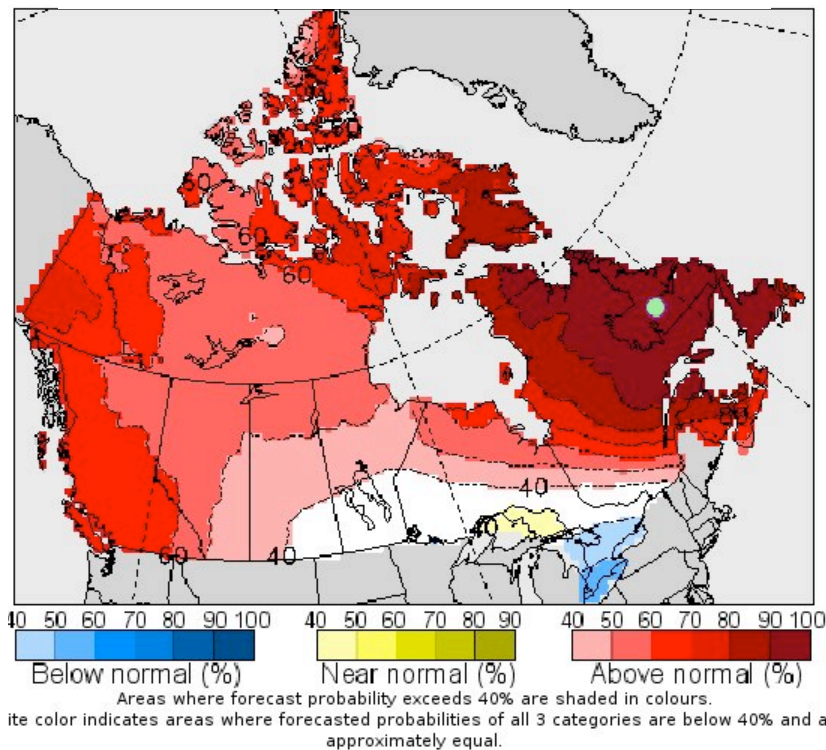 60
60
60
80
40
40
60
40
40 50 60 70 80 90 100 40 50 60 70 80 90 40 50 60 70 80 90 100
Below normal (%) Near normal (%) Above normal (%)
Areas where forecast probability exceeds 40% are shaded in colours.
ite color indicates areas where forecasted probabilities of all 3 categories are below 40% and a
approximately equal.